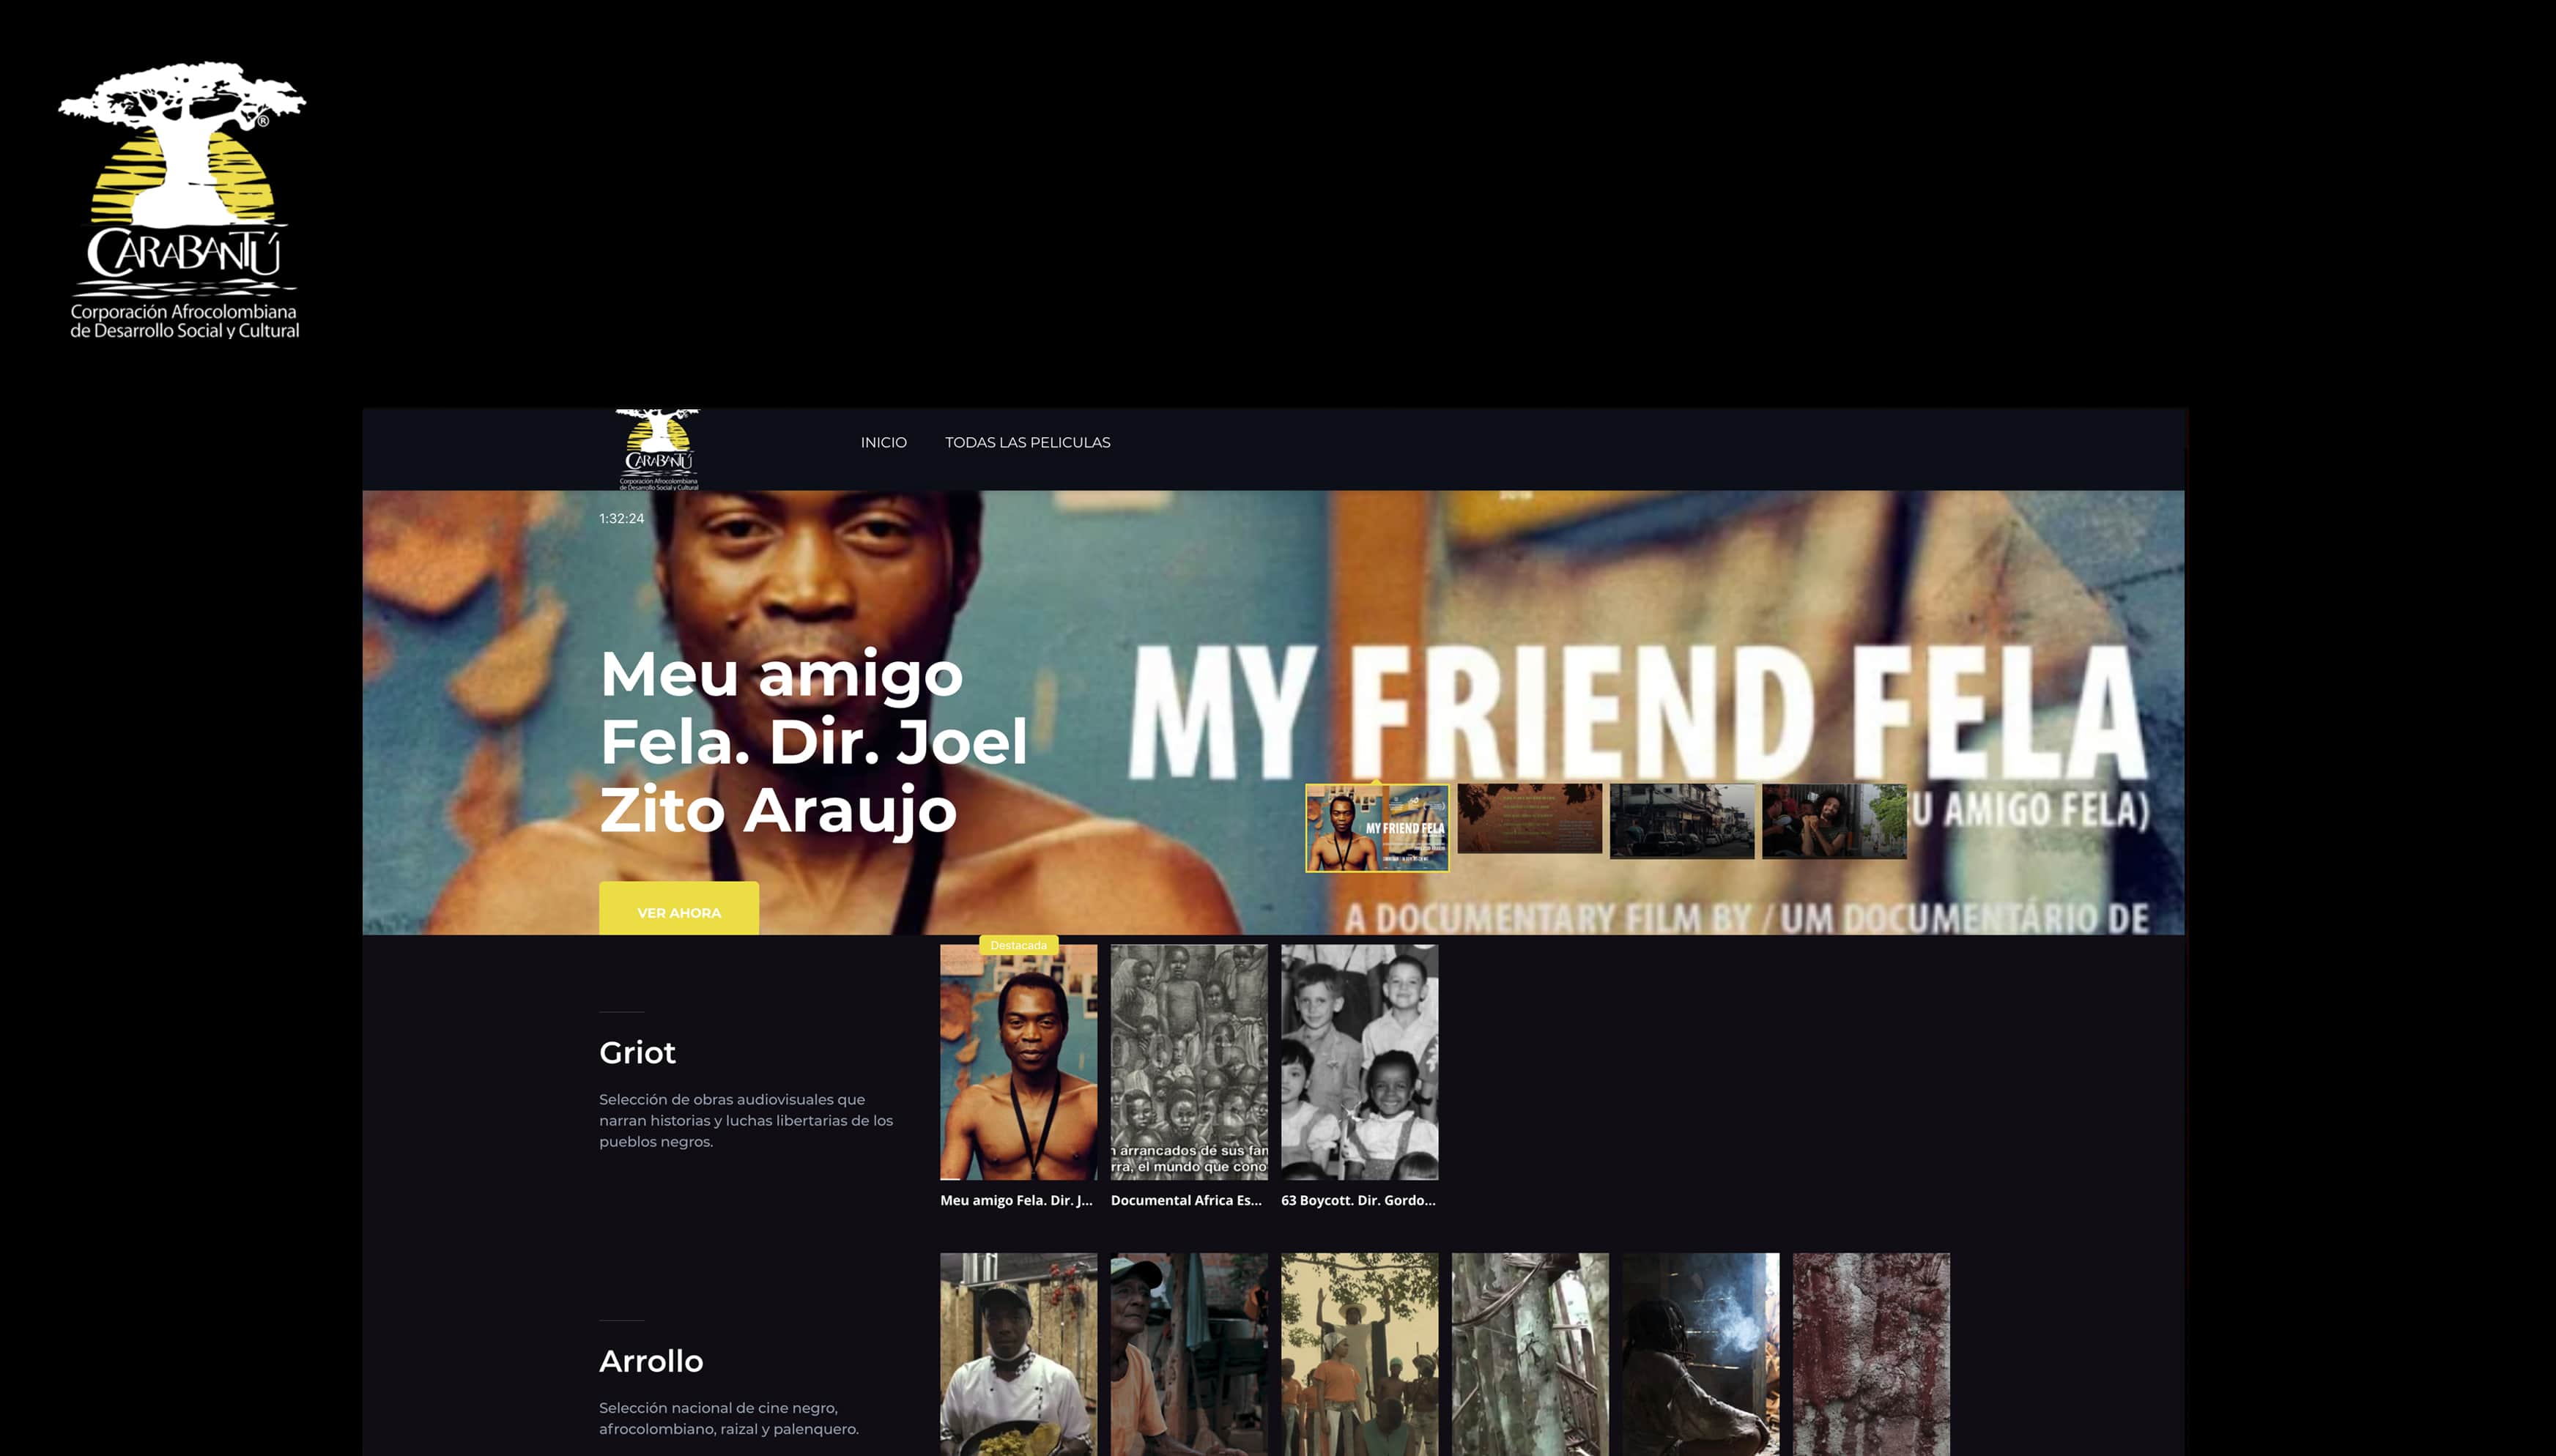 ®
CARABANTÚ
Corporación Afrocolombiana
de Desarrollo Social y Cultural
CARABANTÚ
Corporación Afrocolombiana
de Desarrollo Social y Cultural
INICIO
TODAS LAS PELICULAS
1:32:24
Meu amigo
Fela. Dir. Joel
Zito Araujo
MY FRIEND FELA
U AMIGO FELA)
A DOCUMENTARY FILM BY / UM DOCUMENTÁRIO DE
MY FRIEND FELA
VER AHORA
Destacada
Griot
Selección de obras audiovisuales que
narran historias y luchas libertarias de los
pueblos negros.
arrancados de sus fan
rra, el mundo que cono
Meu amigo Fela. Dir. J...
Documental Africa Es...
63 Boycott. Dir. Gordo...
Arrollo
Selección nacional de cine negro,
afrocolombiano, raizal y palenquero.